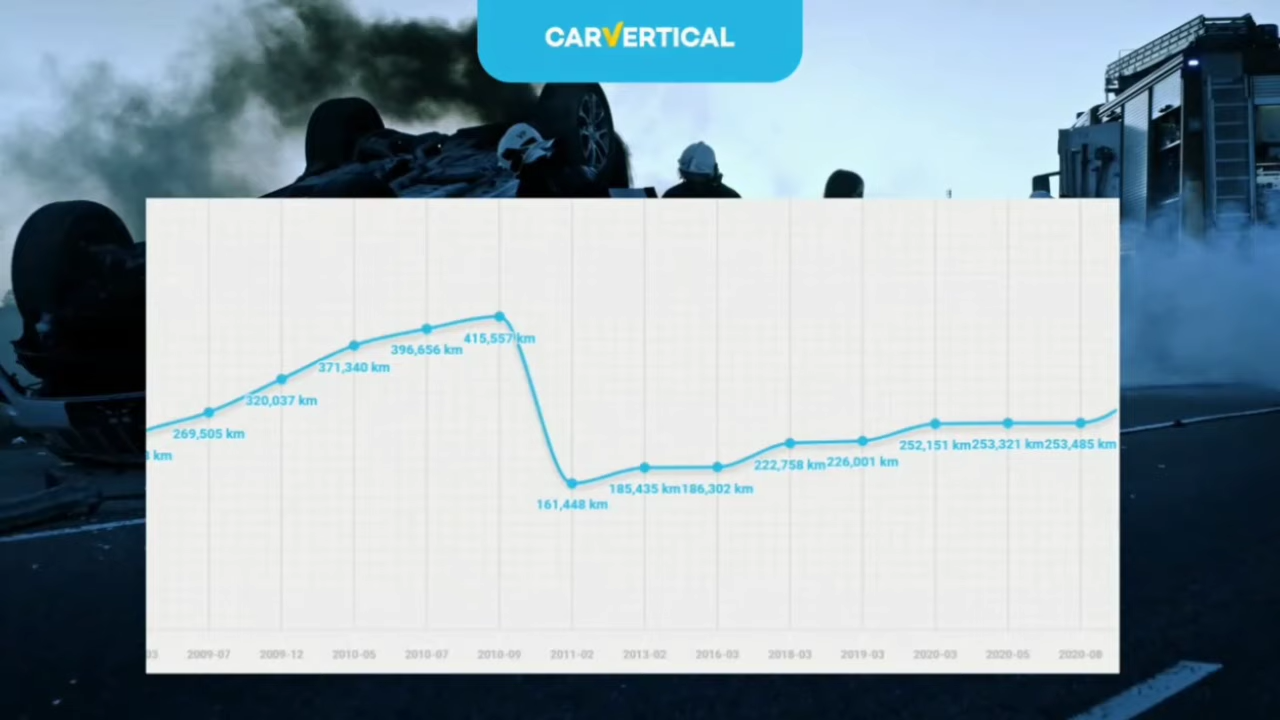 CARVERTICAL
415,557 km
396,656 km
371,340 km
320,037 km
269,505 km
km
252,151 km 253,321 km 253,485 km
222,758 km 226,001 km
185,435 km 186,302 km
161,448 km
03 2009-07 2009-12 2010-05 2010-07 2010-09 2011-02 2013-02 2016-03 2018-03 2019-03 2020-03 2020-05 2020-08